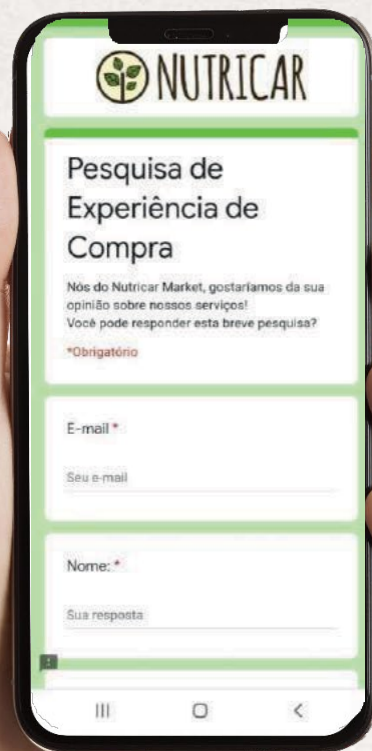 NUTRICAR
Pesquisa de
Experiência de
Compra
Nós do Nutricar Market, gostaríamos da sua
opinião sobre nossos serviços!
Você pode responder esta breve pesquisa?
*Obrigatório
E-mail *
Seu e-mail
Nome: *
Sua resposta